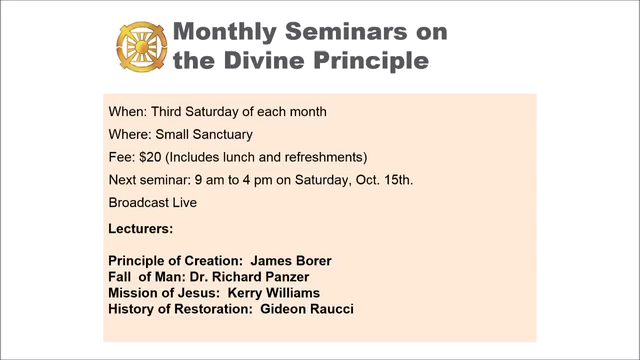 Monthly Seminars on
the Divine Principle
When: Third Saturday of each month
Where: Small Sanctuary
Fee: $20 (Includes lunch and refreshments)
Next seminar: 9 am to 4 pm on Saturday, Oct. 15th.
Broadcast Live
Lecturers:
Principle of Creation:  James Borer
Fall  of Man: Dr. Richard Panzer
Mission of Jesus:  Kerry Williams
History of Restoration:  Gideon Raucci